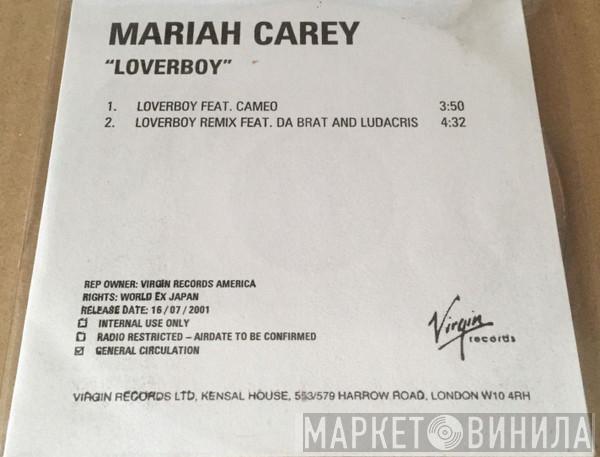 MARIAH CAREY
"LOVERBOY"
1. LOVERBOY FEAT. CAMEO 3:50
2. LOVERBOY REMIX FEAT. DA BRAT AND LUDACRIS 4:32
REP OWNER: VIRGIN RECORDS AMERICA
RIGHTS: WORLD EX JAPAN
RELEASE DATE: 16/07/2001
INTERNAL USE ONLY
RADIO RESTRICTED – AIRDATE TO BE CONFIRMED
GENERAL CIRCULATION
Virgin
records
VIRGIN RECORDS LTD, KENSAL HOUSE, 553/579 HARROW ROAD, LONDON W10 4RH
МАРКЕТ ВИНИЛА